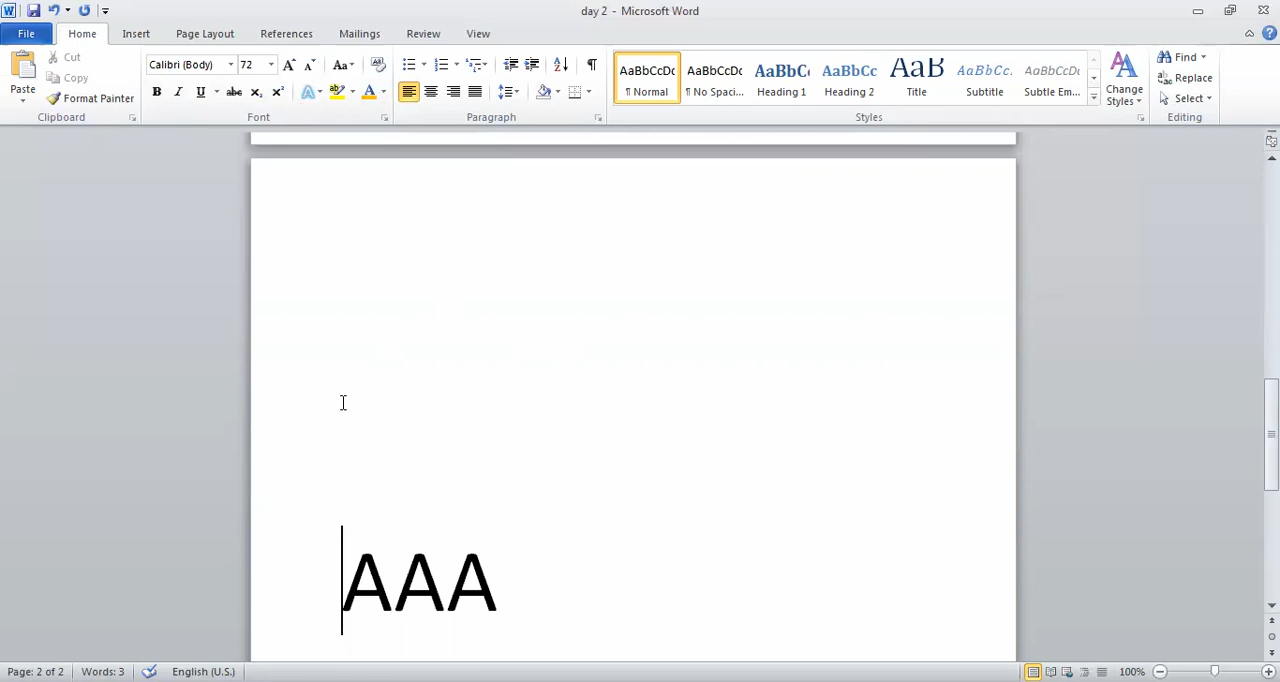 day 2 - Microsoft Word
File Home Insert Page Layout References Mailings Review View
Paste
Cut
Copy
Format Painter
Clipboard
Calibri (Body) 72
Font
Paragraph
AaBbCcDc AaBbCcDc AaBbC AaBbCc AaB AaBbCc. AaBbCcDc
¶ Normal ¶ No Spaci... Heading 1 Heading 2 Title Subtitle Subtle Em...
Change
Styles
Styles
Find
Replace
Select
Editing
AAA
Page: 2 of 2 Words: 3 English (U.S.) 100%